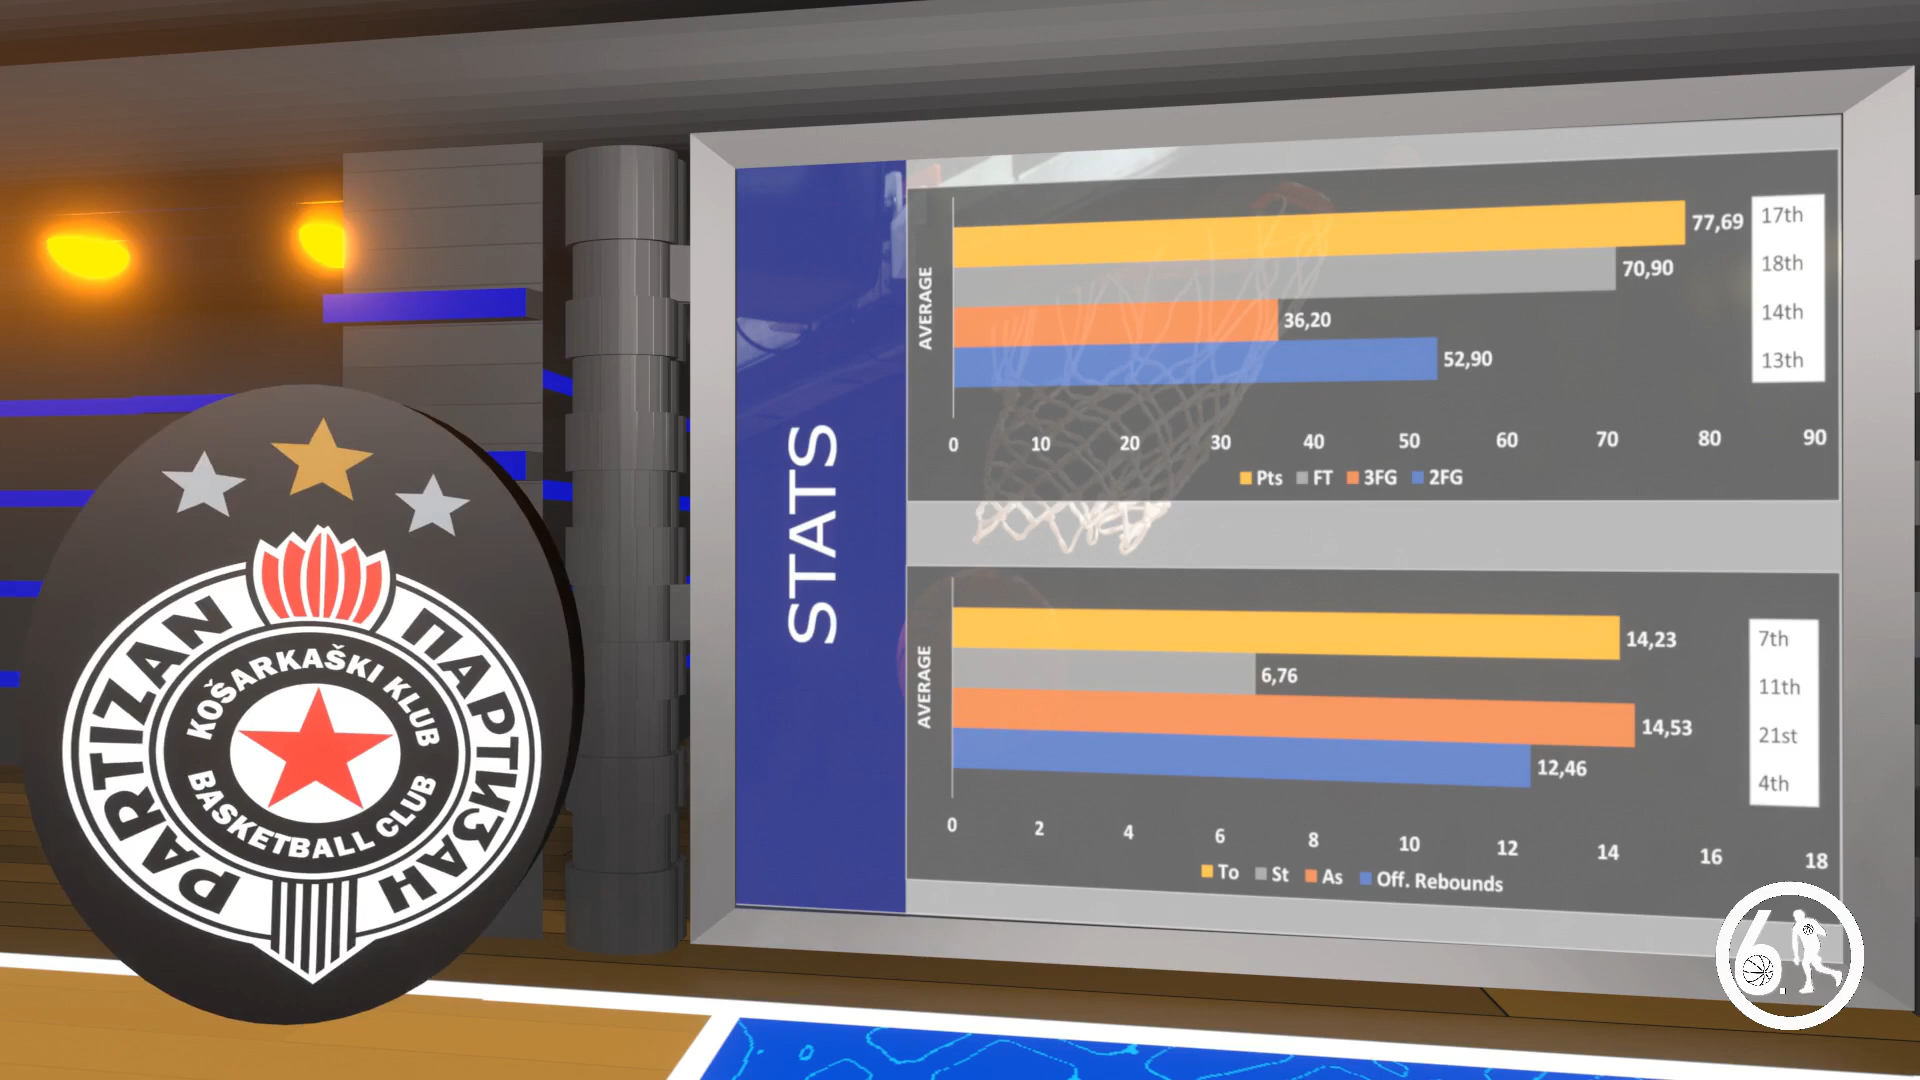 PARTIZAN
ПАРТИЗАН
KOŠARKAŠKI KLUB
BASKETBALL CLUB
STATS
AVERAGE
77,69
70,90
36,20
52,90
17th
18th
14th
13th
0 10 20 30 40 50 60 70 80 90
Pts FT 3FG 2FG
AVERAGE
14,23
6,76
14,53
12,46
7th
11th
21st
4th
0 2 4 6 8 10 12 14 16 18
To St As Off. Rebounds
6.